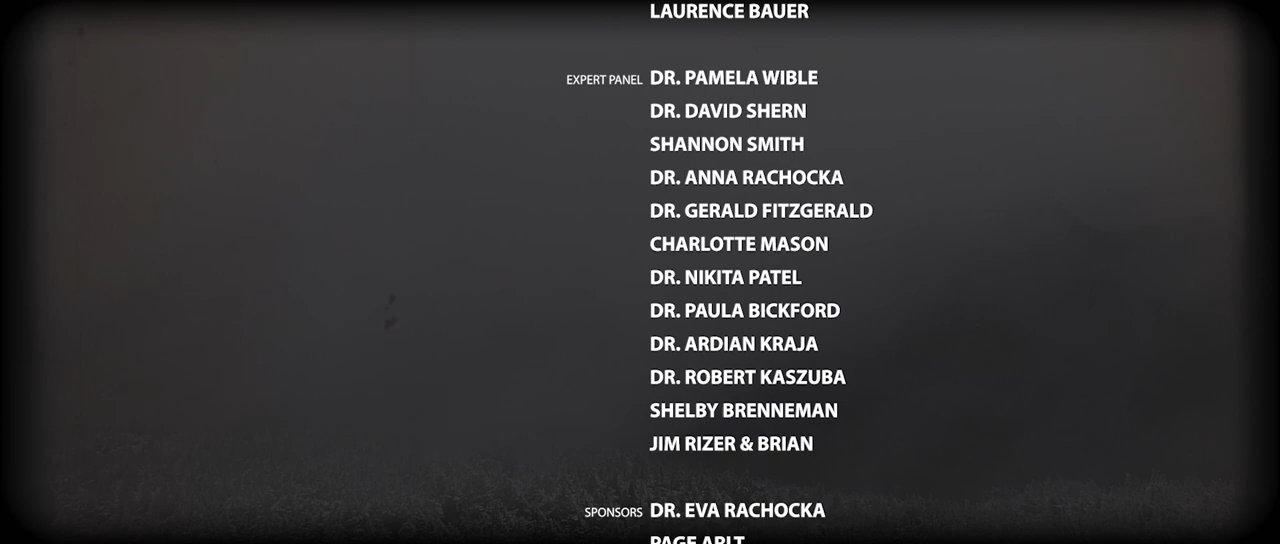 LAURENCE BAUER
EXPERT PANEL DR. PAMELA WIBLE
DR. DAVID SHERN
SHANNON SMITH
DR. ANNA RACHOCKA
DR. GERALD FITZGERALD
CHARLOTTE MASON
DR. NIKITA PATEL
DR. PAULA BICKFORD
DR. ARDIAN KRAJA
DR. ROBERT KASZUBA
SHELBY BRENNEMAN
JIM RIZER & BRIAN
SPONSORS DR. EVA RACHOCKA
PAGE ARLT